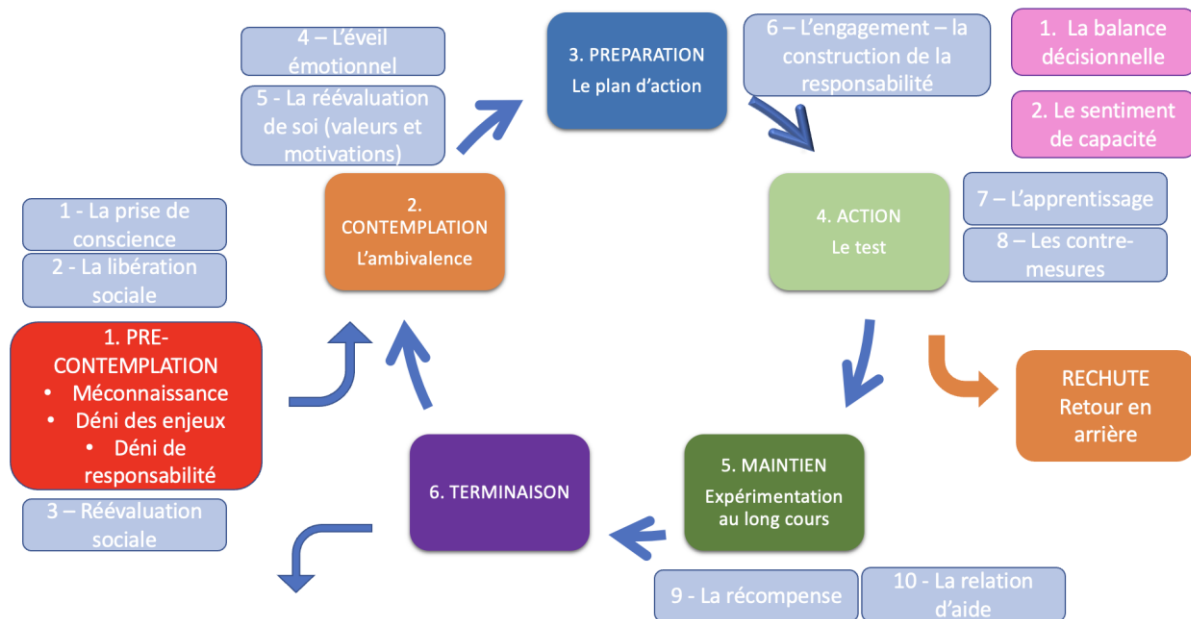 4 – L'éveil
émotionnel
5 - La réévaluation
de soi (valeurs et
motivations)
3. PREPARATION
Le plan d'action
6 – L'engagement – la
construction de la
responsabilité
1. La balance
décisionnelle
2. Le sentiment
de capacité
1 - La prise de
conscience
2 - La libération
sociale
2.
CONTEMPLATION
L'ambivalence
4. ACTION
Le test
7 – L'apprentissage
8 – Les contre-
mesures
1. PRE-
CONTEMPLATION
• Méconnaissance
• Déni des enjeux
• Déni de
responsabilité
3 – Réévaluation
sociale
RECHUTE
Retour en
arrière
6. TERMINAISON
5. MAINTIEN
Expérimentation
au long cours
9 - La récompense
10 - La relation
d'aide